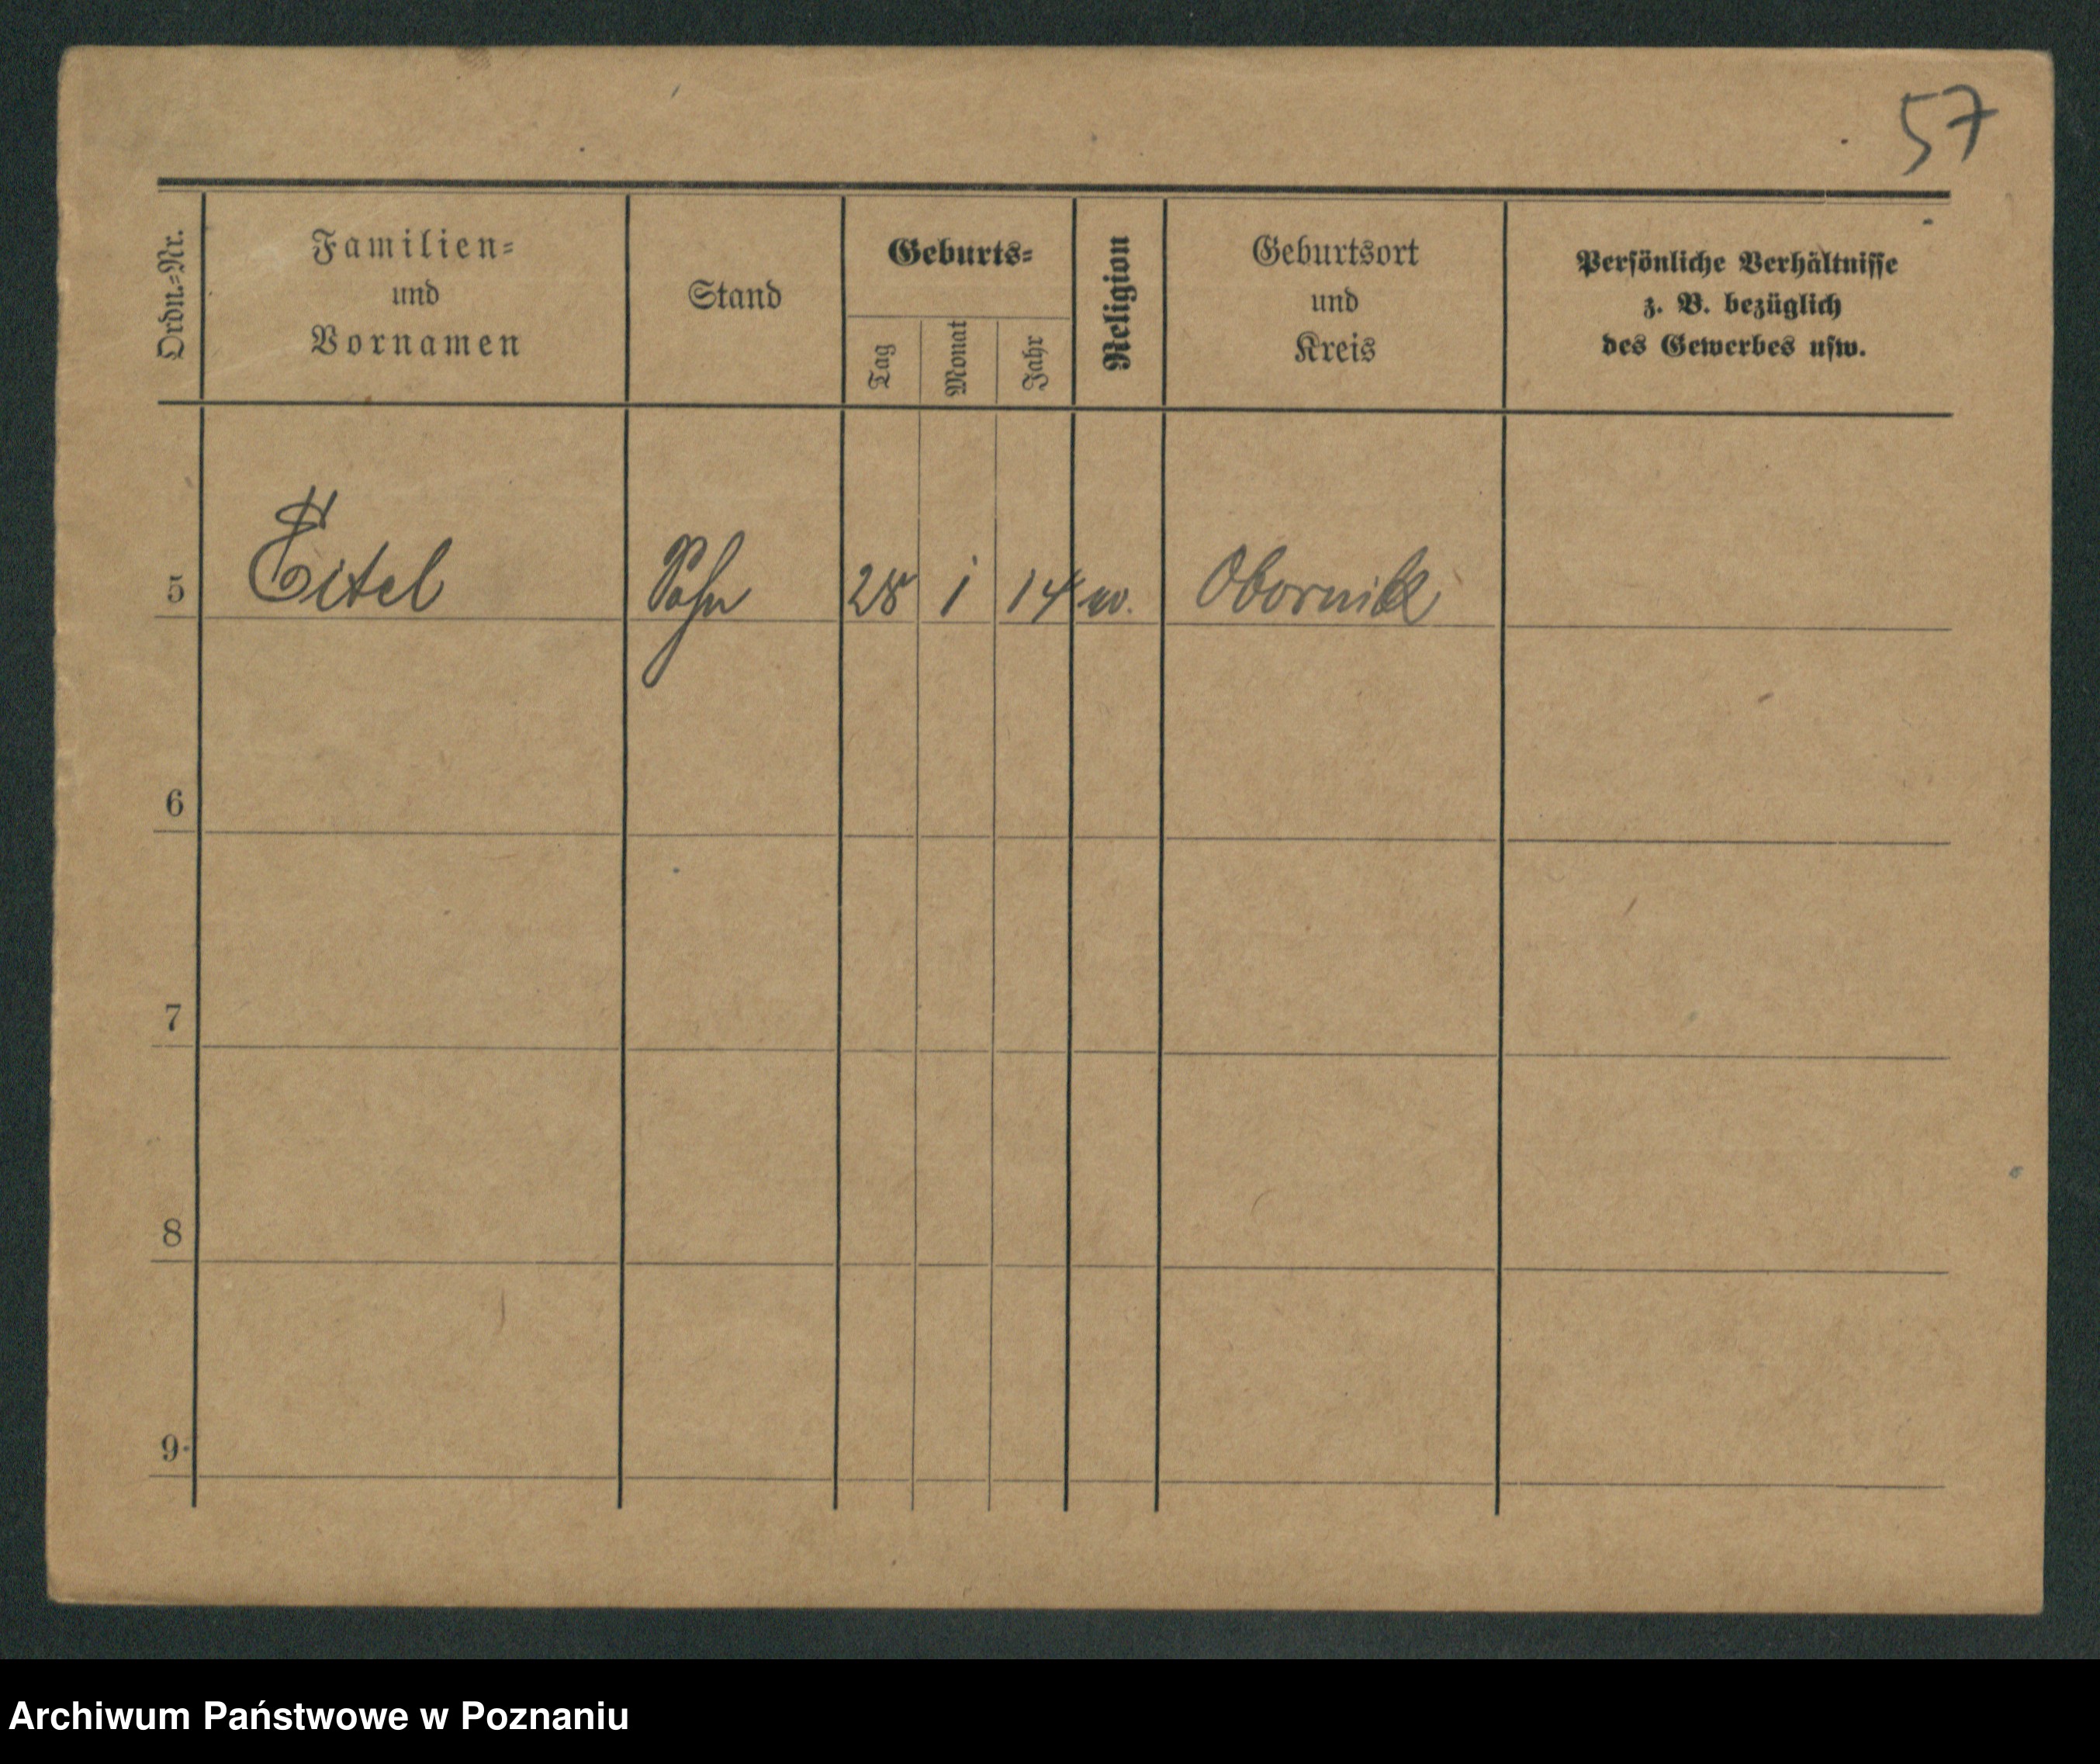 57
Ordn.-Nr.
Familien-
und
Vornamen
Stand
Geburts-
Tag
Monat
Jahr
Religion
Geburtsort
und
Kreis
Persönliche Verhältnisse
z. B. bezüglich
des Gewerbes usw.
5 Eitel Sohn 28 1 14 Obornik
6
7
8
9
Archiwum Państwowe w Poznaniu